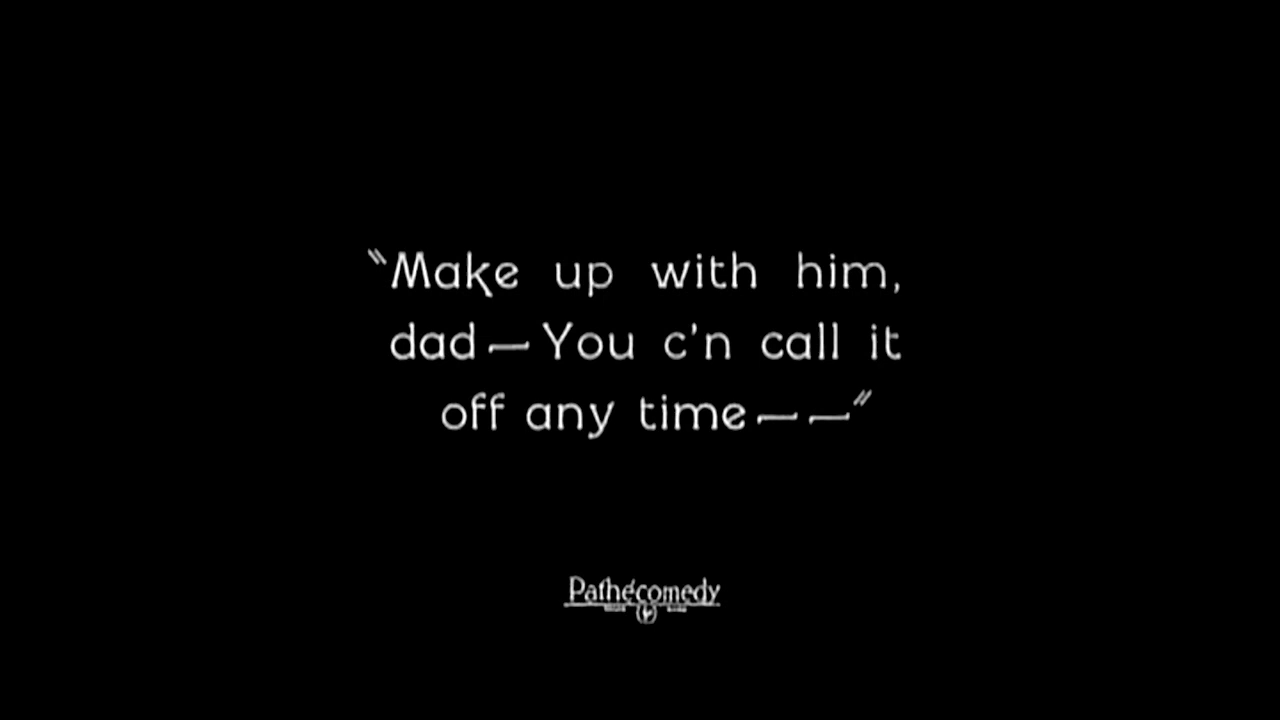 "Make up with him,
dad — You c'n call it
off any time — —"
Pathécomedy